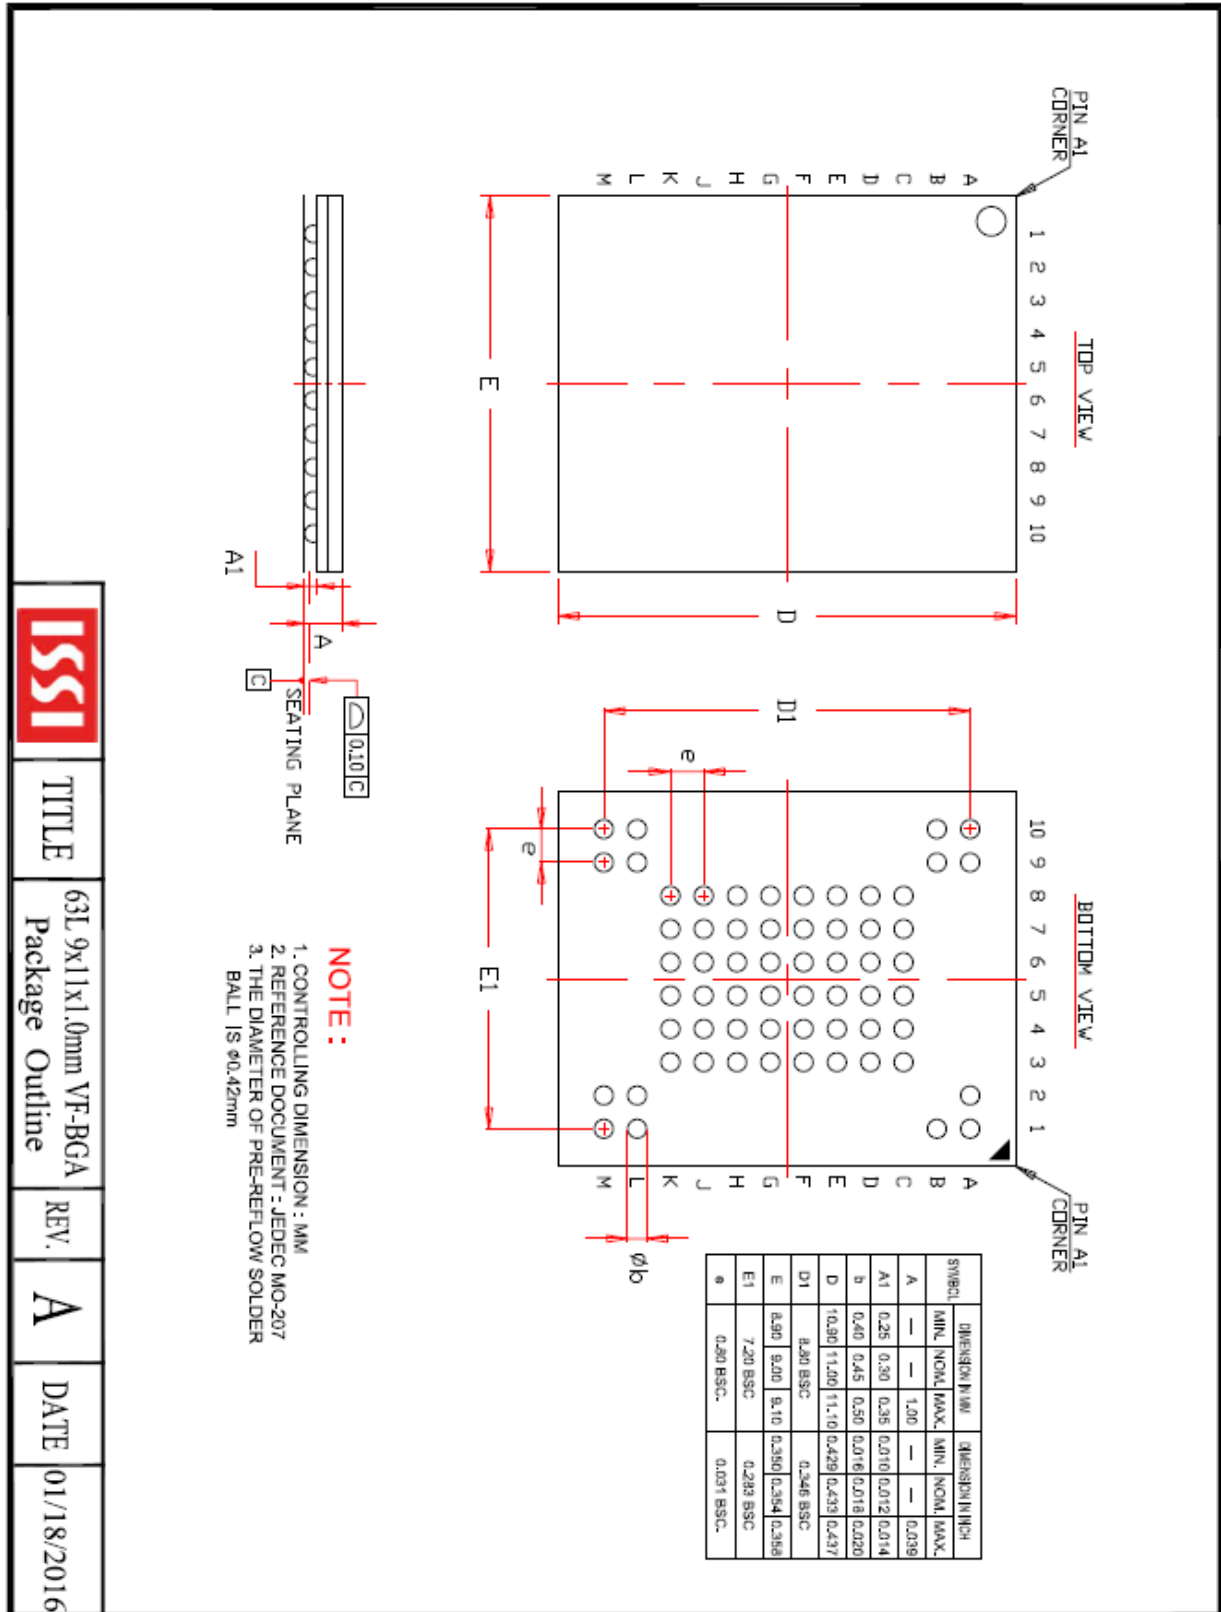 PIN A1
CORNER
TOP VIEW
1 2 3 4 5 6 7 8 9 10
A
B
C
D
E
F
G
H
J
K
L
M
D
E
BOTTOM VIEW
PIN A1
CORNER
10 9 8 7 6 5 4 3 2 1
A
B
C
D
E
F
G
H
J
K
L
M
D1
e
e
E1
Øb
A1
A
SEATING PLANE
C
0.10 C
SYMBOL DIMENSION IN MM DIMENSION IN INCH
MIN. NOM. MAX. MIN. NOM. MAX.
A — — 1.00 — — 0.039
A1 0.25 0.30 0.35 0.010 0.012 0.014
b 0.40 0.45 0.50 0.016 0.018 0.020
D 10.90 11.00 11.10 0.429 0.433 0.437
D1 8.80 BSC 0.346 BSC
E 8.90 9.00 9.10 0.350 0.354 0.358
E1 7.20 BSC 0.283 BSC
e 0.80 BSC. 0.031 BSC.
NOTE :
1. CONTROLLING DIMENSION : MM
2. REFERENCE DOCUMENT : JEDEC MO-207
3. THE DIAMETER OF PRE-REFLOW SOLDER
BALL IS Ø0.42mm
ISSI
TITLE
63L 9x11x1.0mm VF-BGA
Package Outline
REV.
A
DATE
01/18/2016